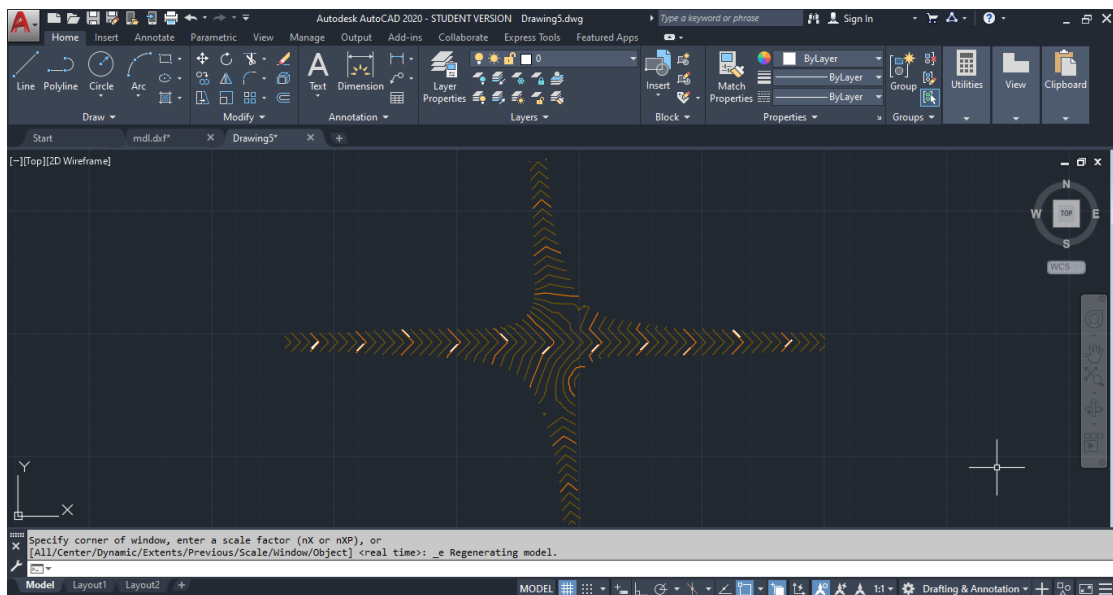 A Autodesk AutoCAD 2020 - STUDENT VERSION Drawing5.dwg Type a keyword or phrase Sign In
Home Insert Annotate Parametric View Manage Output Add-ins Collaborate Express Tools Featured Apps
Line Polyline Circle Arc Text Dimension Layer Properties 0 Insert Match Properties ByLayer ByLayer ByLayer Group Utilities View Clipboard
Draw Modify Annotation Layers Block Properties Groups
Start mdl.dxf* Drawing5*
[−][Top][2D Wireframe]
N
W TOP E
S
WCS
Y
X
Specify corner of window, enter a scale factor (nX or nXP), or
[All/Center/Dynamic/Extents/Previous/Scale/Window/Object] <real time>: _e Regenerating model.
Model Layout1 Layout2 + MODEL 1:1 Drafting & Annotation